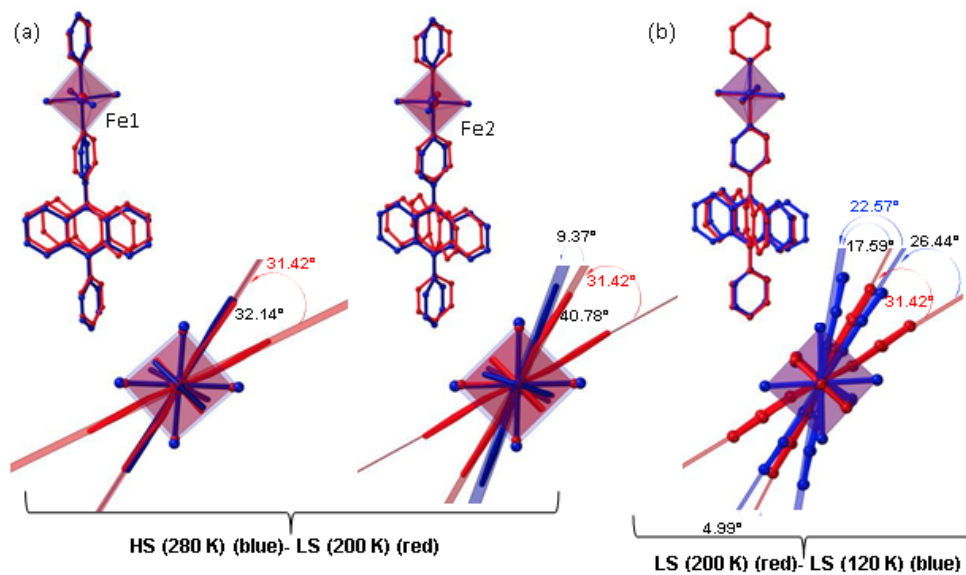 (a)
(b)
Fe1
Fe2
31.42°
32.14°
9.37°
31.42°
40.78°
22.57°
17.59°
26.44°
31.42°
4.99°
HS (280 K) (blue)- LS (200 K) (red)
LS (200 K) (red)- LS (120 K) (blue)